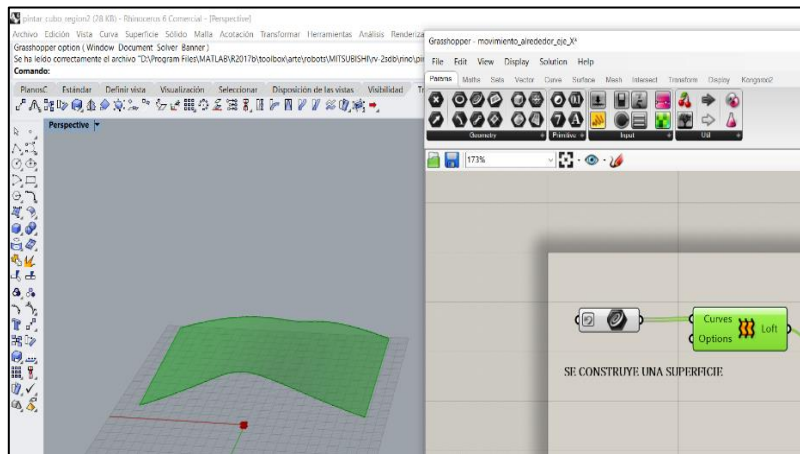 pintar_cubo_region2 (28 KB) - Rhinoceros 6 Comercial - [Perspective]
Archivo Edición Vista Curva Superficie Sólido Malla Acotación Transformar Herramientas Análisis Renderiza
Grasshopper option ( Window Document Solver Banner )
Se ha leído correctamente el archivo "D:\Program Files\MATLAB\R2017b\toolbox\arte\robots\MITSUBISHI\rv-2sdb\rino\pi
Comando:
PlanosC Estándar Definir vista Visualización Seleccionar Disposición de las vistas Visibilidad Tr
Perspective
Grasshopper - movimiento_alrededor_eje_X*
File Edit View Display Solution Help
Params Maths Sets Vector Curve Surface Mesh Intersect Transform Display Kangaroo2
Geometry Primitive Input Util
173%
Curves
Options
Loft
SE CONSTRUYE UNA SUPERFICIE